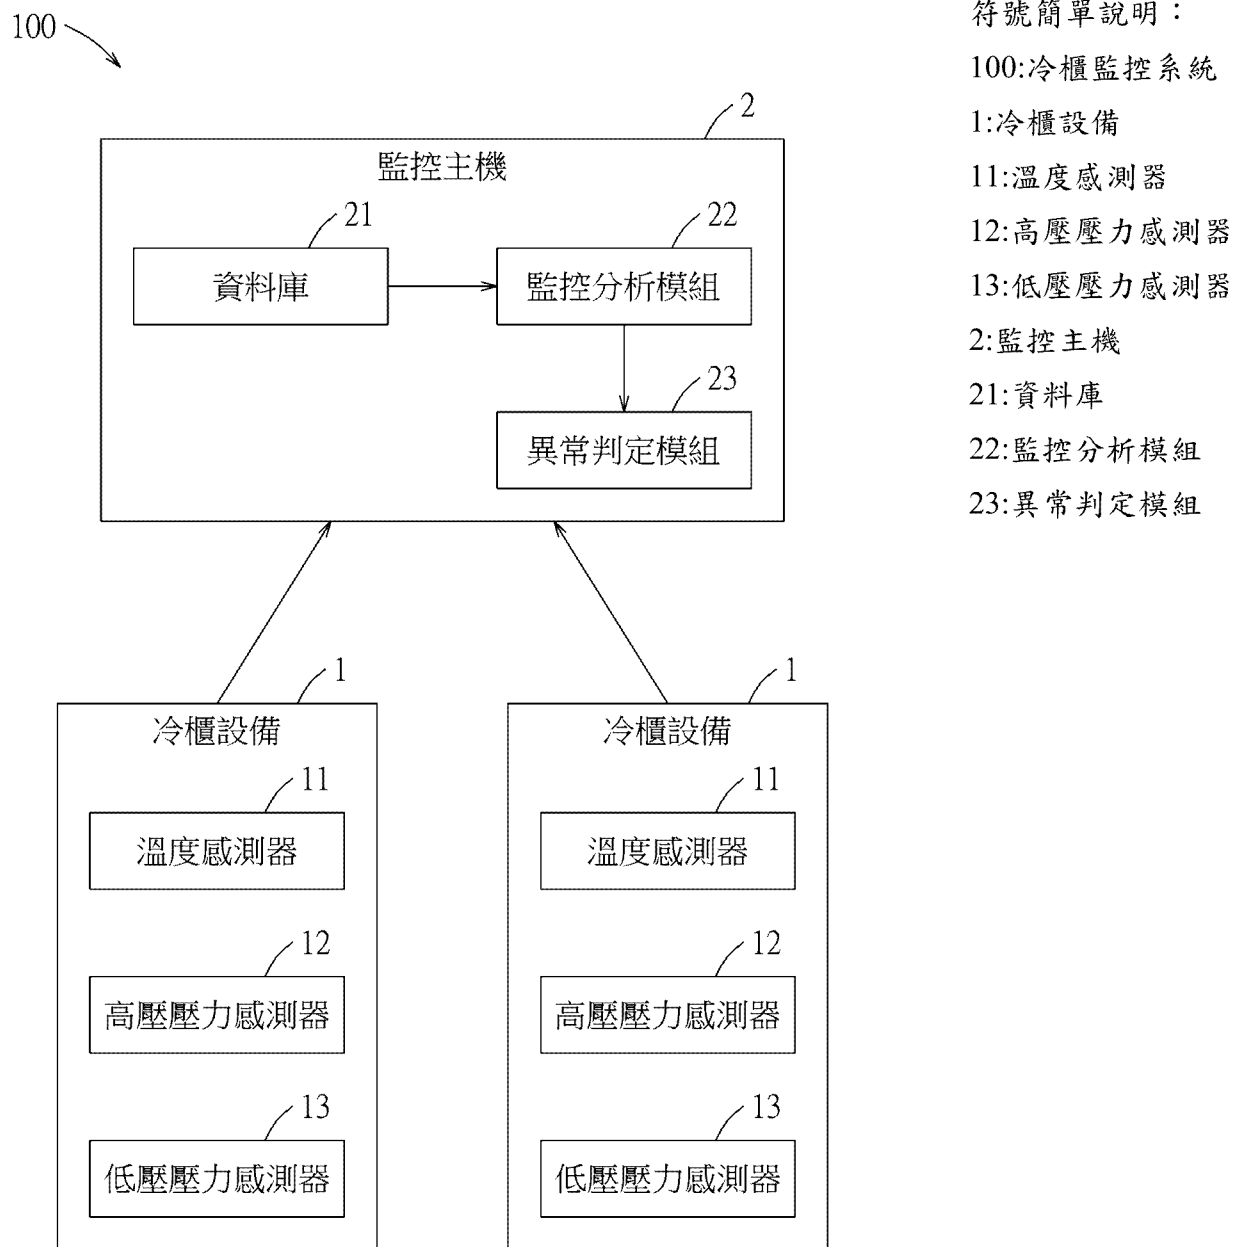 100
2
監控主機
21
22
資料庫
監控分析模組
23
異常判定模組
1
1
冷櫃設備
冷櫃設備
11
11
溫度感測器
溫度感測器
12
12
高壓壓力感測器
高壓壓力感測器
13
13
低壓壓力感測器
低壓壓力感測器
符號簡單說明：
100:冷櫃監控系統
1:冷櫃設備
11:溫度感測器
12:高壓壓力感測器
13:低壓壓力感測器
2:監控主機
21:資料庫
22:監控分析模組
23:異常判定模組